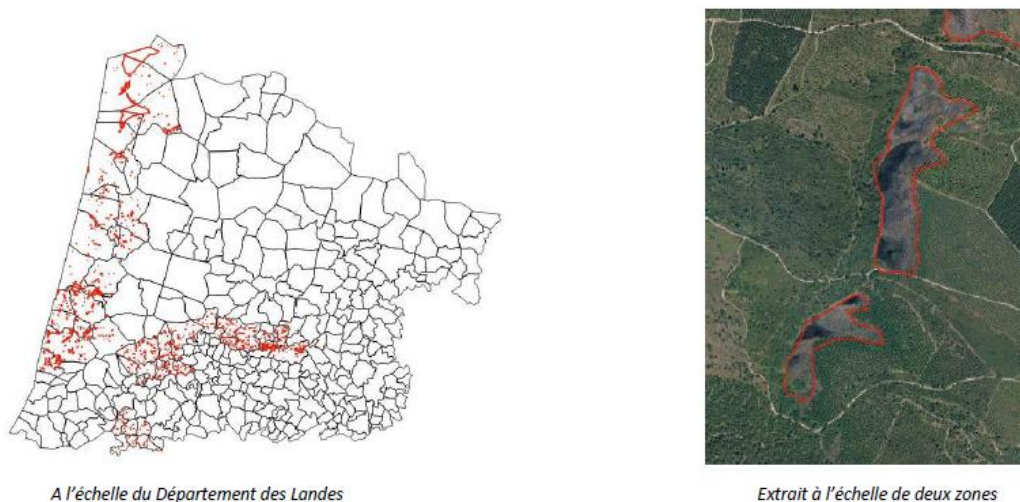 A l'échelle du Département des Landes
Extrait à l'échelle de deux zones